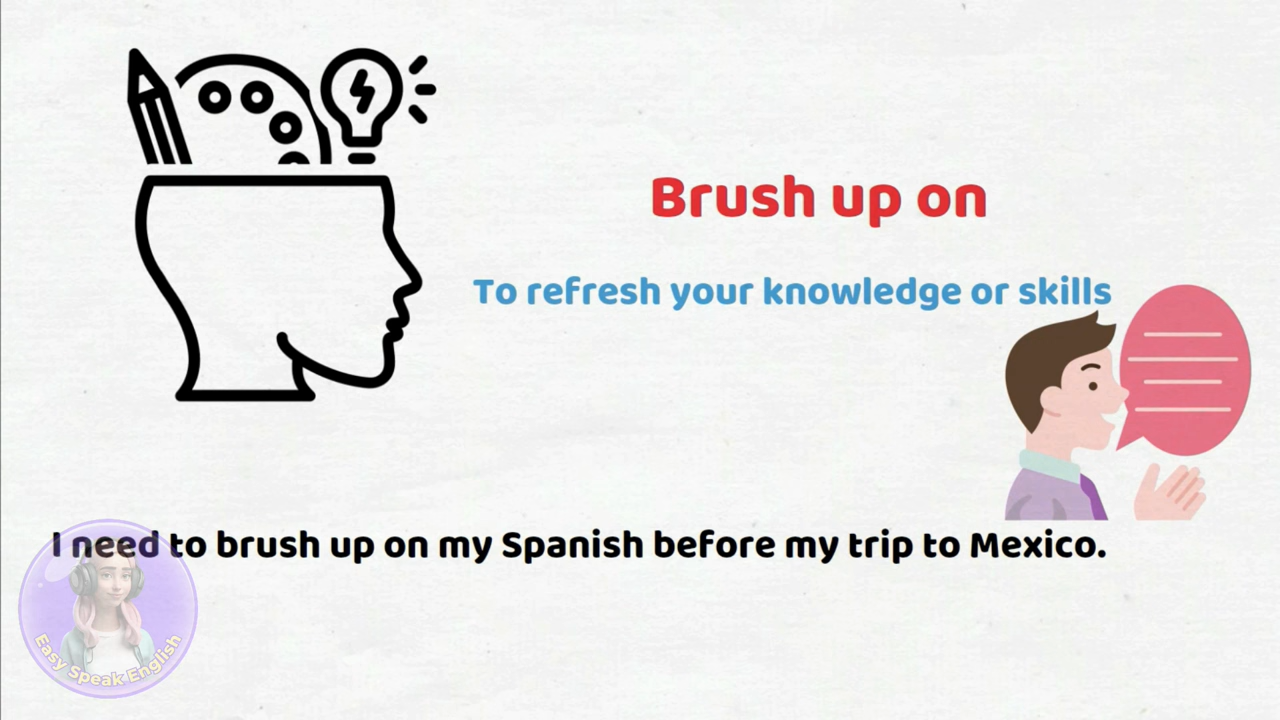 Brush up on
To refresh your knowledge or skills
I need to brush up on my Spanish before my trip to Mexico.
Easy Speak English